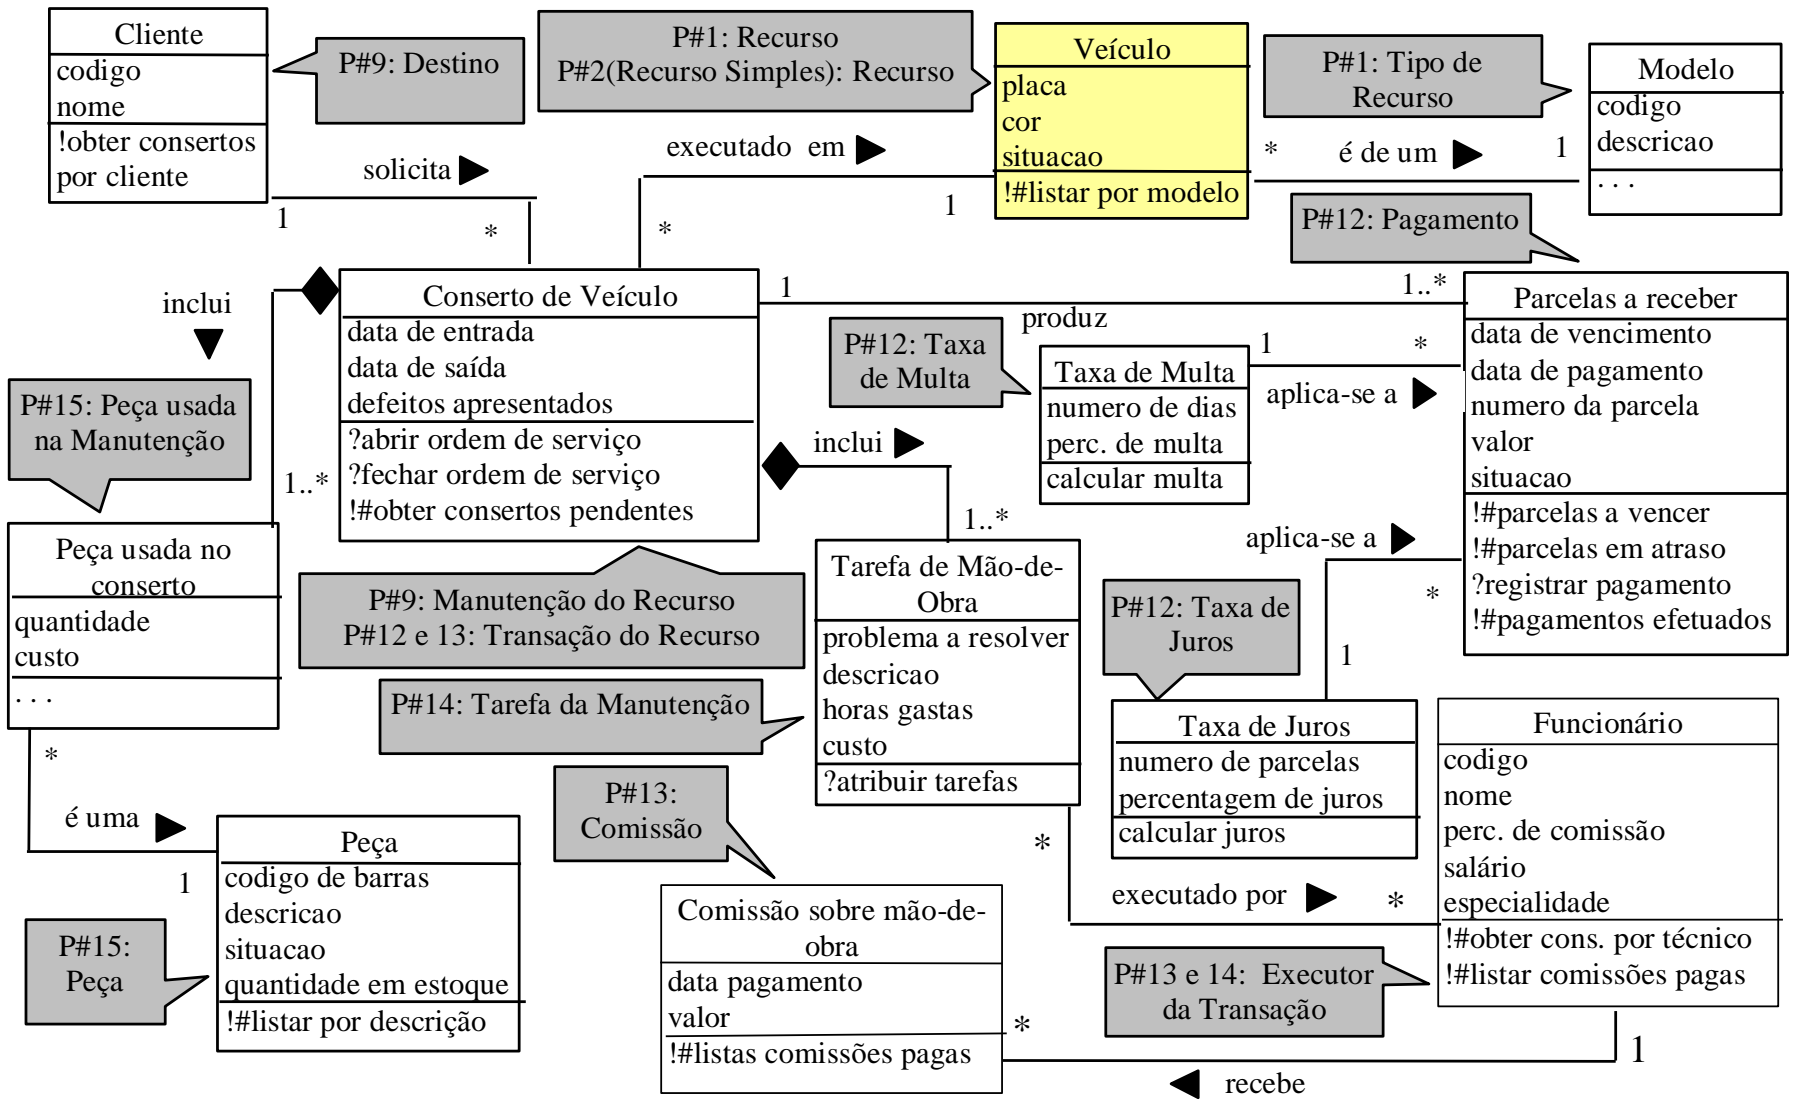 Cliente
codigo
nome
!obter consertos
por cliente
P#9: Destino
P#1: Recurso
P#2(Recurso Simples): Recurso
Veículo
placa
cor
situacao
!#listar por modelo
P#1: Tipo de
Recurso
Modelo
codigo
descricao
. . .
solicita
1
*
executado em
1
*
* é de um 1
P#12: Pagamento
inclui
1..*
Conserto de Veículo
data de entrada
data de saída
defeitos apresentados
?abrir ordem de serviço
?fechar ordem de serviço
!#obter consertos pendentes
1
1..*
produz
P#12: Taxa
de Multa
Taxa de Multa
numero de dias
perc. de multa
calcular multa
1
*
aplica-se a
Parcelas a receber
data de vencimento
data de pagamento
numero da parcela
valor
situacao
!#parcelas a vencer
!#parcelas em atraso
?registrar pagamento
!#pagamentos efetuados
P#15: Peça usada
na Manutenção
inclui
1..*
Peça usada no
conserto
quantidade
custo
. . .
P#9: Manutenção do Recurso
P#12 e 13: Transação do Recurso
Tarefa de Mão-de-
Obra
problema a resolver
descricao
horas gastas
custo
?atribuir tarefas
aplica-se a
*
1
P#12: Taxa de
Juros
P#14: Tarefa da Manutenção
Taxa de Juros
numero de parcelas
percentagem de juros
calcular juros
Funcionário
codigo
nome
perc. de comissão
salário
especialidade
!#obter cons. por técnico
!#listar comissões pagas
*
é uma
1
Peça
codigo de barras
descricao
situacao
quantidade em estoque
!#listar por descrição
P#15:
Peça
P#13:
Comissão
Comissão sobre mão-de-
obra
data pagamento
valor
!#listas comissões pagas
*
executado por
*
P#13 e 14: Executor
da Transação
*
1
recebe